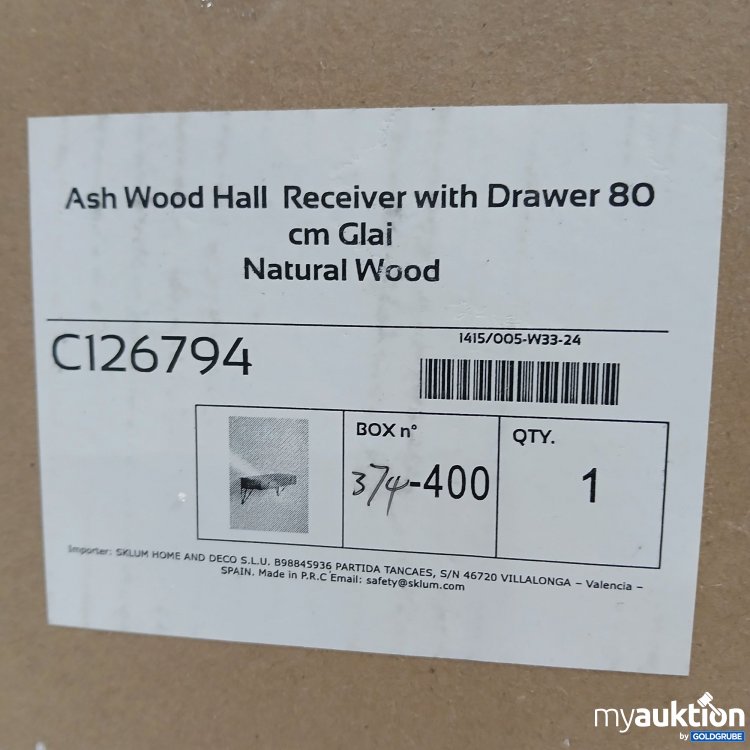 Ash Wood Hall Receiver with Drawer 80
cm Glai
Natural Wood
C126794
1415/005-W33-24
BOX n°
374-400
QTY.
1
Importer: SKLUM HOME AND DECO S.L.U. B98845936 PARTIDA TANCAES, S/N 46720 VILLALONGA – Valencia –
SPAIN. Made in P.R.C Email: safety@sklum.com
myauktion
by GOLDGRUBE